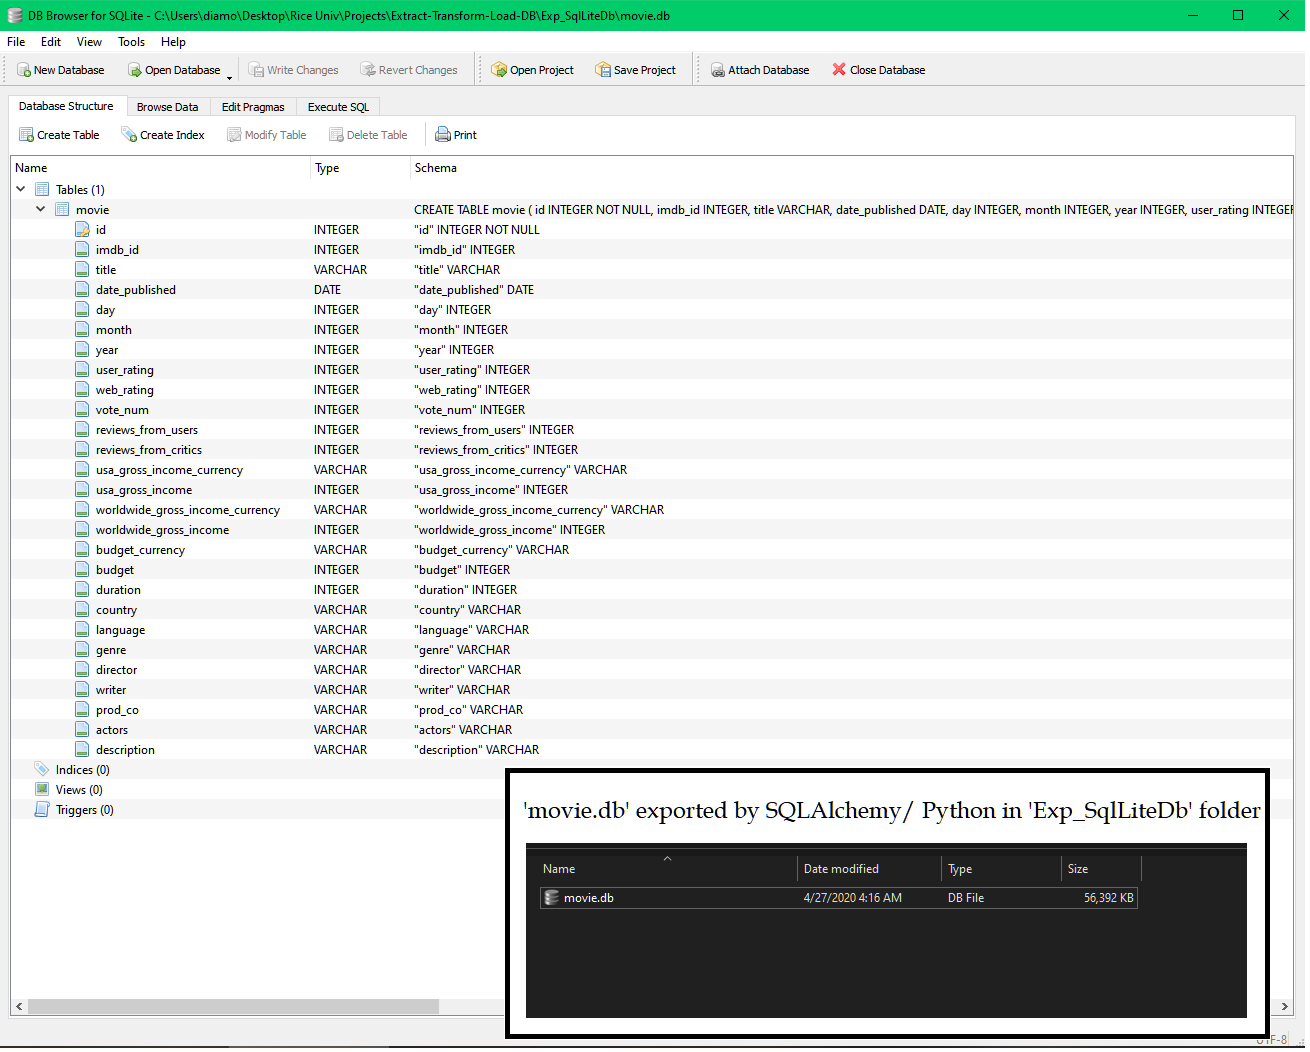 DB Browser for SQLite - C:\Users\diamo\Desktop\Rice Univ\Projects\Extract-Transform-Load-DB\Exp_SqlLiteDb\movie.db
File Edit View Tools Help
New Database Open Database Write Changes Revert Changes Open Project Save Project Attach Database Close Database
Database Structure Browse Data Edit Pragmas Execute SQL
Create Table Create Index Modify Table Delete Table Print
Name Type Schema
Tables (1)
movie CREATE TABLE movie ( id INTEGER NOT NULL, imdb_id INTEGER, title VARCHAR, date_published DATE, day INTEGER, month INTEGER, year INTEGER, user_rating INTEGER
id INTEGER "id" INTEGER NOT NULL
imdb_id INTEGER "imdb_id" INTEGER
title VARCHAR "title" VARCHAR
date_published DATE "date_published" DATE
day INTEGER "day" INTEGER
month INTEGER "month" INTEGER
year INTEGER "year" INTEGER
user_rating INTEGER "user_rating" INTEGER
web_rating INTEGER "web_rating" INTEGER
vote_num INTEGER "vote_num" INTEGER
reviews_from_users INTEGER "reviews_from_users" INTEGER
reviews_from_critics INTEGER "reviews_from_critics" INTEGER
usa_gross_income_currency VARCHAR "usa_gross_income_currency" VARCHAR
usa_gross_income INTEGER "usa_gross_income" INTEGER
worldwide_gross_income_currency VARCHAR "worldwide_gross_income_currency" VARCHAR
worldwide_gross_income INTEGER "worldwide_gross_income" INTEGER
budget_currency VARCHAR "budget_currency" VARCHAR
budget INTEGER "budget" INTEGER
duration INTEGER "duration" INTEGER
country VARCHAR "country" VARCHAR
language VARCHAR "language" VARCHAR
genre VARCHAR "genre" VARCHAR
director VARCHAR "director" VARCHAR
writer VARCHAR "writer" VARCHAR
prod_co VARCHAR "prod_co" VARCHAR
actors VARCHAR "actors" VARCHAR
description VARCHAR "description" VARCHAR
Indices (0)
Views (0)
Triggers (0)
'movie.db' exported by SQLAlchemy/ Python in 'Exp_SqlLiteDb' folder
Name Date modified Type Size
movie.db 4/27/2020 4:16 AM DB File 56,392 KB
UTF-8